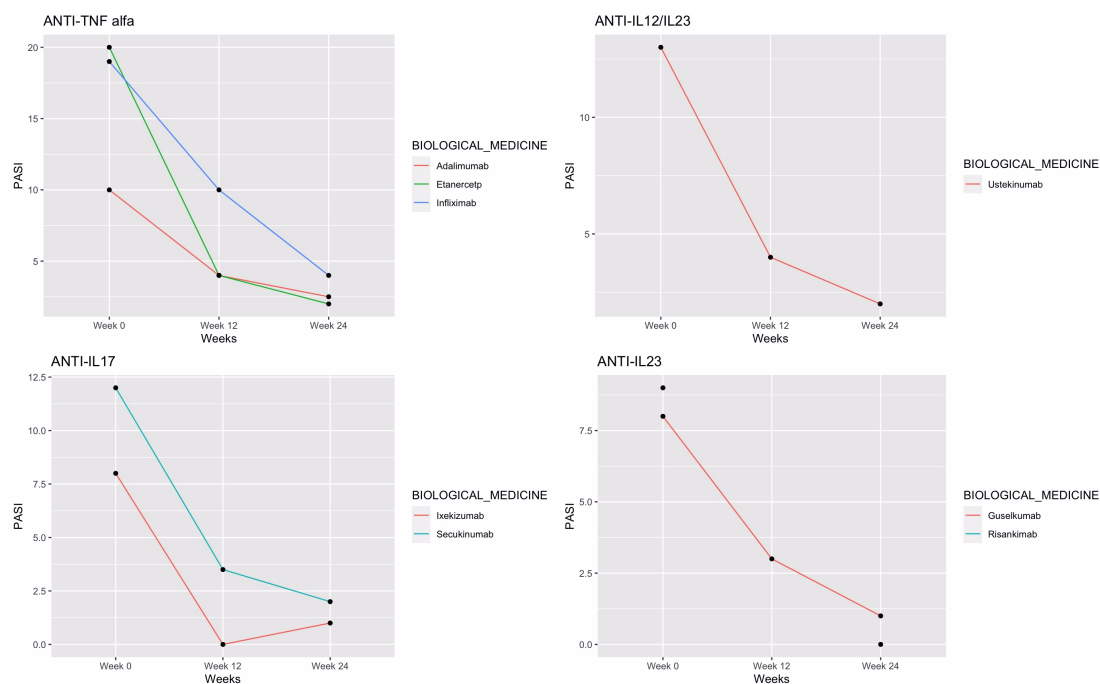 ANTI-TNF alfa
20
15
10
5
PASI
Week 0
Week 12
Week 24
Weeks
BIOLOGICAL_MEDICINE
Adalimumab
Etanercetp
Infliximab
ANTI-IL12/IL23
10
5
PASI
Week 0
Week 12
Week 24
Weeks
BIOLOGICAL_MEDICINE
Ustekinumab
ANTI-IL17
12.5
10.0
7.5
5.0
2.5
0.0
PASI
Week 0
Week 12
Week 24
Weeks
BIOLOGICAL_MEDICINE
Ixekizumab
Secukinumab
ANTI-IL23
7.5
5.0
2.5
0.0
PASI
Week 0
Week 12
Week 24
Weeks
BIOLOGICAL_MEDICINE
Guselkumab
Risankimab